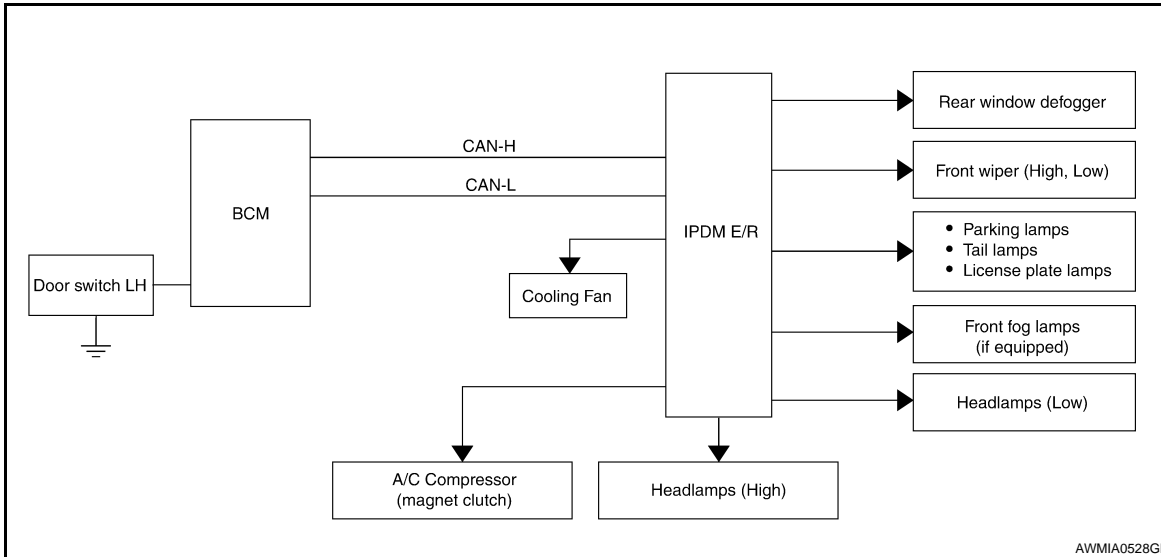 Rear window defogger
CAN-H
Front wiper (High, Low)
CAN-L
BCM
IPDM E/R
• Parking lamps
• Tail lamps
• License plate lamps
Door switch LH
Cooling Fan
Front fog lamps
(if equipped)
Headlamps (Low)
A/C Compressor
(magnet clutch)
Headlamps (High)